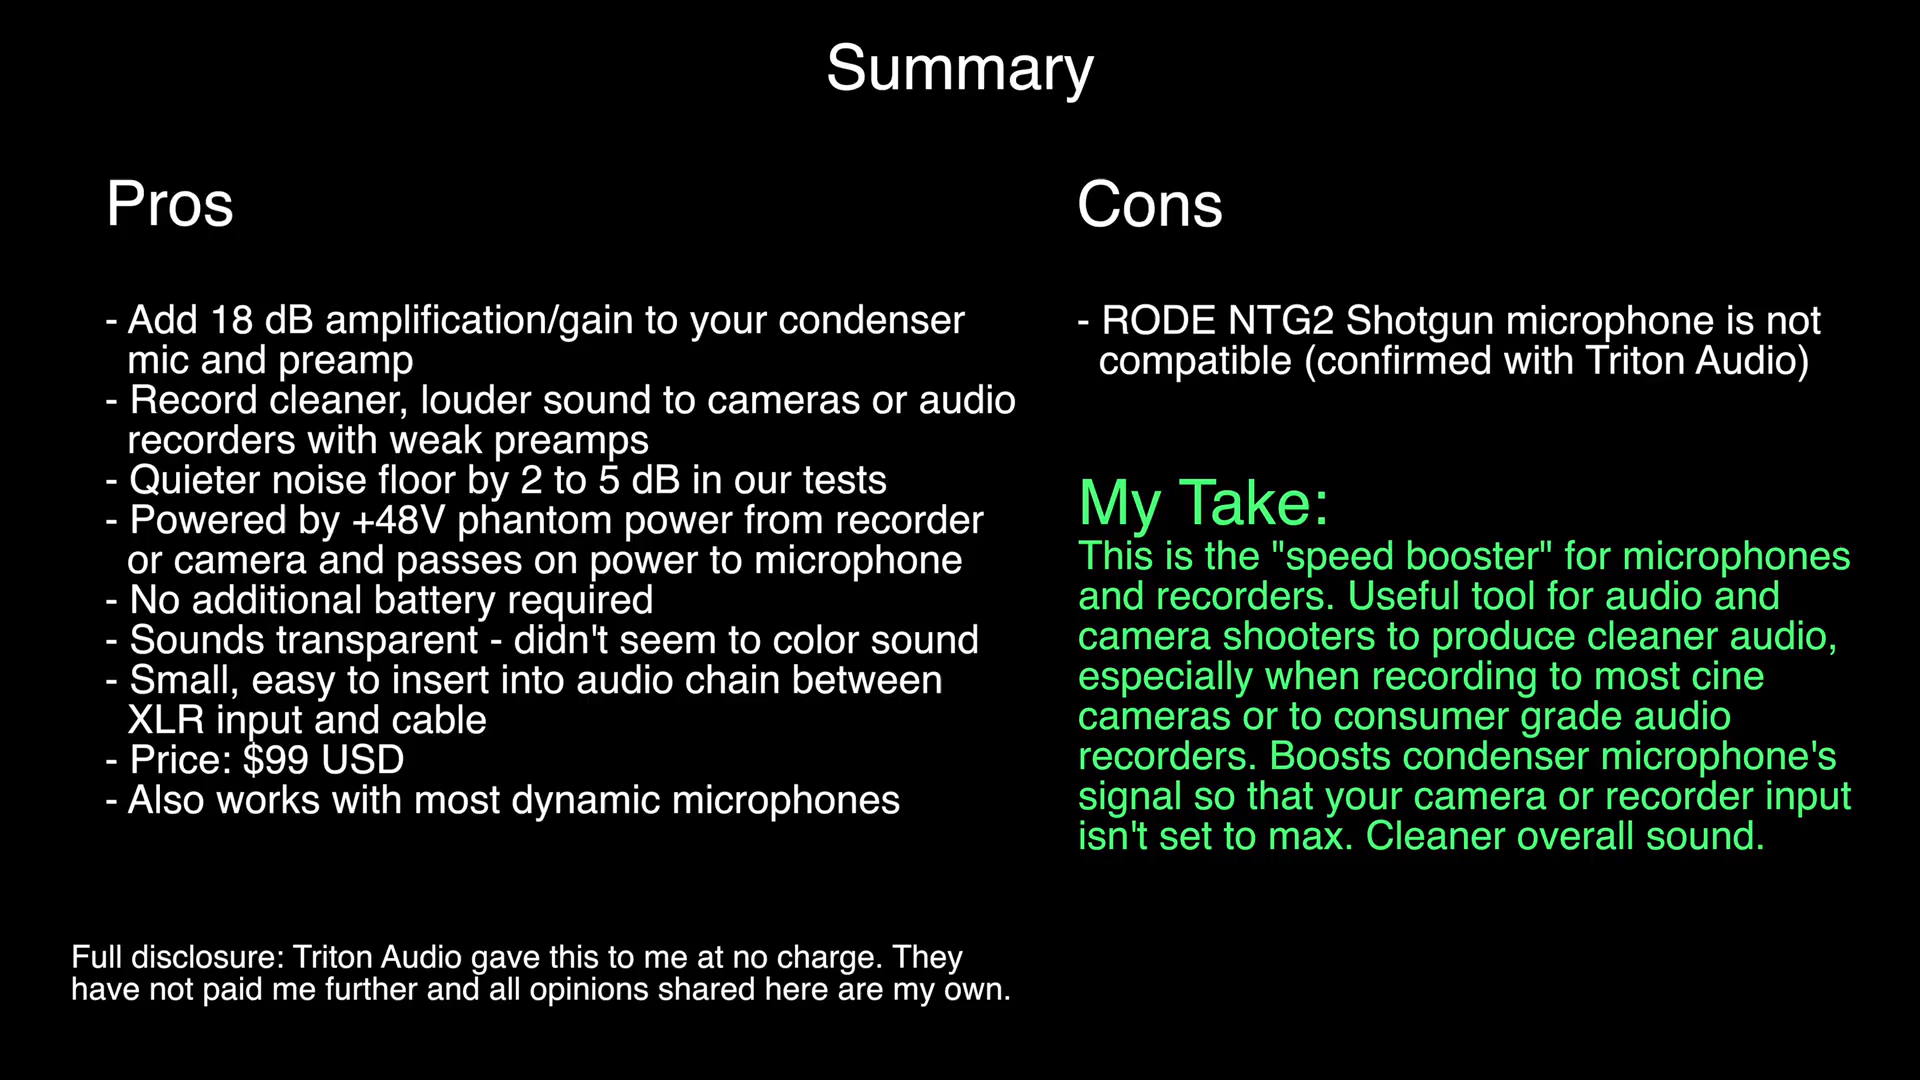 Summary
Pros
- Add 18 dB amplification/gain to your condenser
mic and preamp
- Record cleaner, louder sound to cameras or audio
recorders with weak preamps
- Quieter noise floor by 2 to 5 dB in our tests
- Powered by +48V phantom power from recorder
or camera and passes on power to microphone
- No additional battery required
- Sounds transparent - didn't seem to color sound
- Small, easy to insert into audio chain between
XLR input and cable
- Price: $99 USD
- Also works with most dynamic microphones
Cons
- RODE NTG2 Shotgun microphone is not
compatible (confirmed with Triton Audio)
My Take:
This is the "speed booster" for microphones
and recorders. Useful tool for audio and
camera shooters to produce cleaner audio,
especially when recording to most cine
cameras or to consumer grade audio
recorders. Boosts condenser microphone's
signal so that your camera or recorder input
isn't set to max. Cleaner overall sound.
Full disclosure: Triton Audio gave this to me at no charge. They
have not paid me further and all opinions shared here are my own.